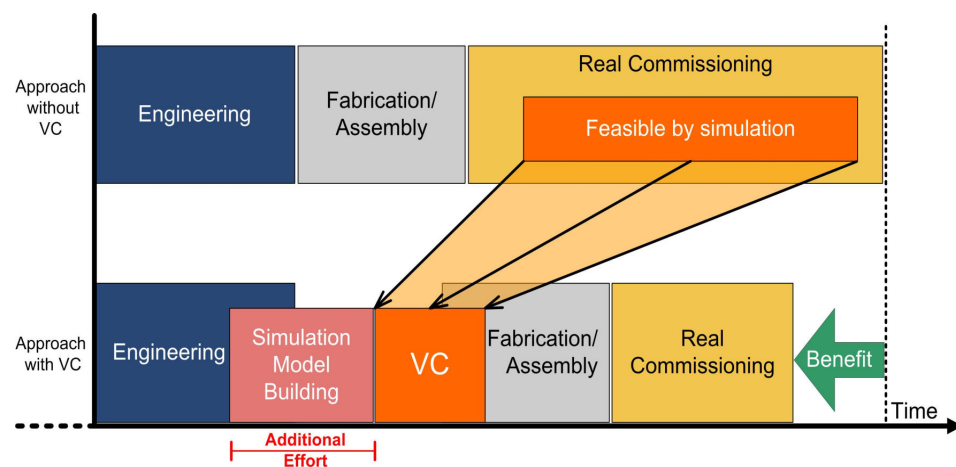 Approach
without
VC
Engineering
Fabrication/
Assembly
Real Commissioning
Feasible by simulation
Approach
with VC
Engineering
Simulation
Model
Building
VC
Fabrication/
Assembly
Real
Commissioning
Benefit
Time
Additional
Effort